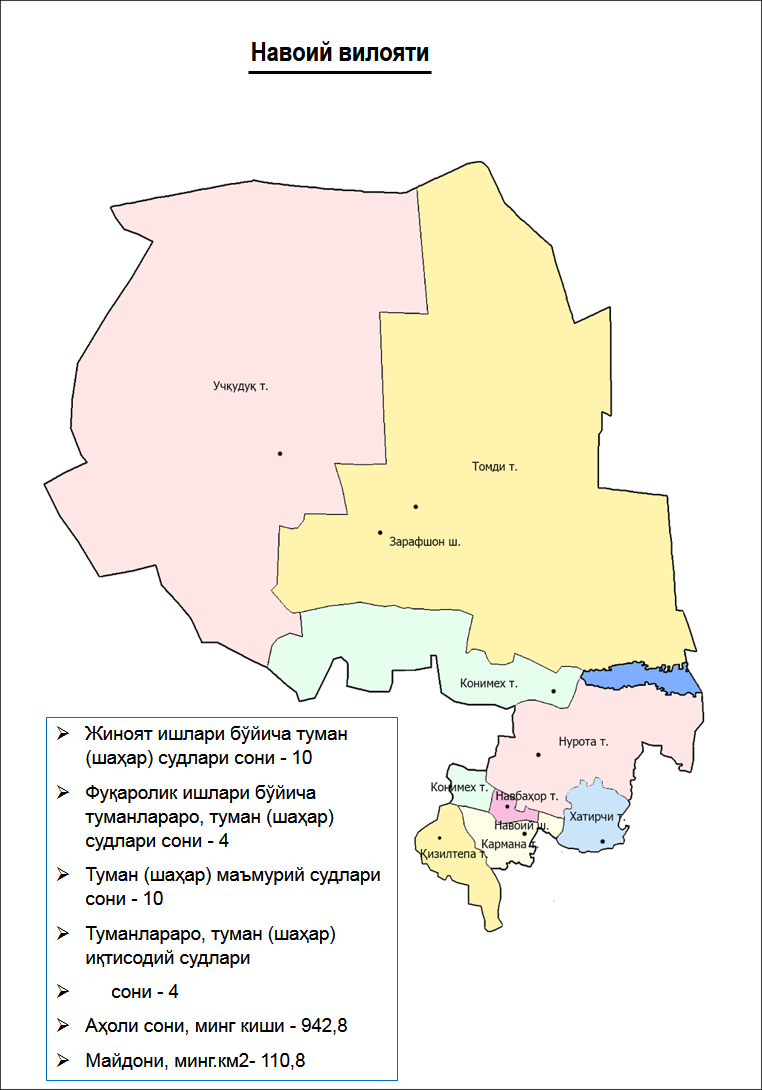 Навоий вилояти
Учқудуқ т.
Томди т.
Зарафшон ш.
Конимех т.
Нурота т.
Конимех т.
Навбаҳор т.
Хатирчи т.
Навоий ш.
Кармана т.
Қизилтепа т.
➢ Жиноят ишлари бўйича туман
(шаҳар) судлари сони - 10
➢ Фуқаролик ишлари бўйича
туманлараро, туман (шаҳар)
судлари сони - 4
➢ Туман (шаҳар) маъмурий судлари
сони - 10
➢ Туманлараро, туман (шаҳар)
иқтисодий судлари
➢ сони - 4
➢ Аҳоли сони, минг киши - 942,8
➢ Майдони, минг.км2- 110,8